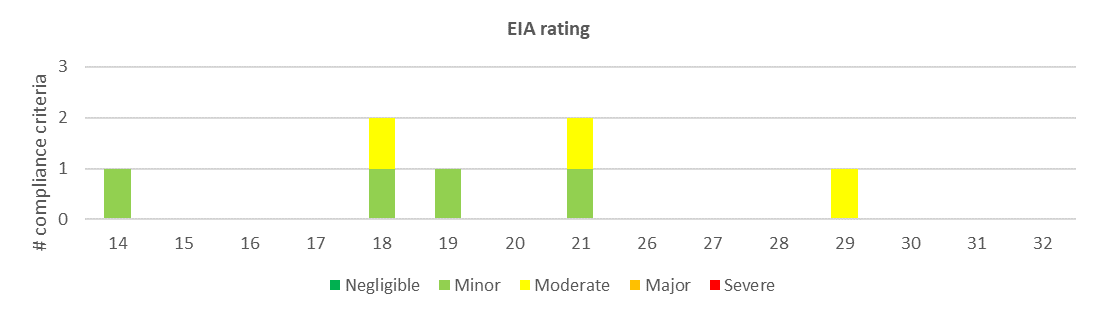 EIA rating
# compliance criteria
3
2
1
0
14 15 16 17 18 19 20 21 26 27 28 29 30 31 32
Negligible Minor Moderate Major Severe